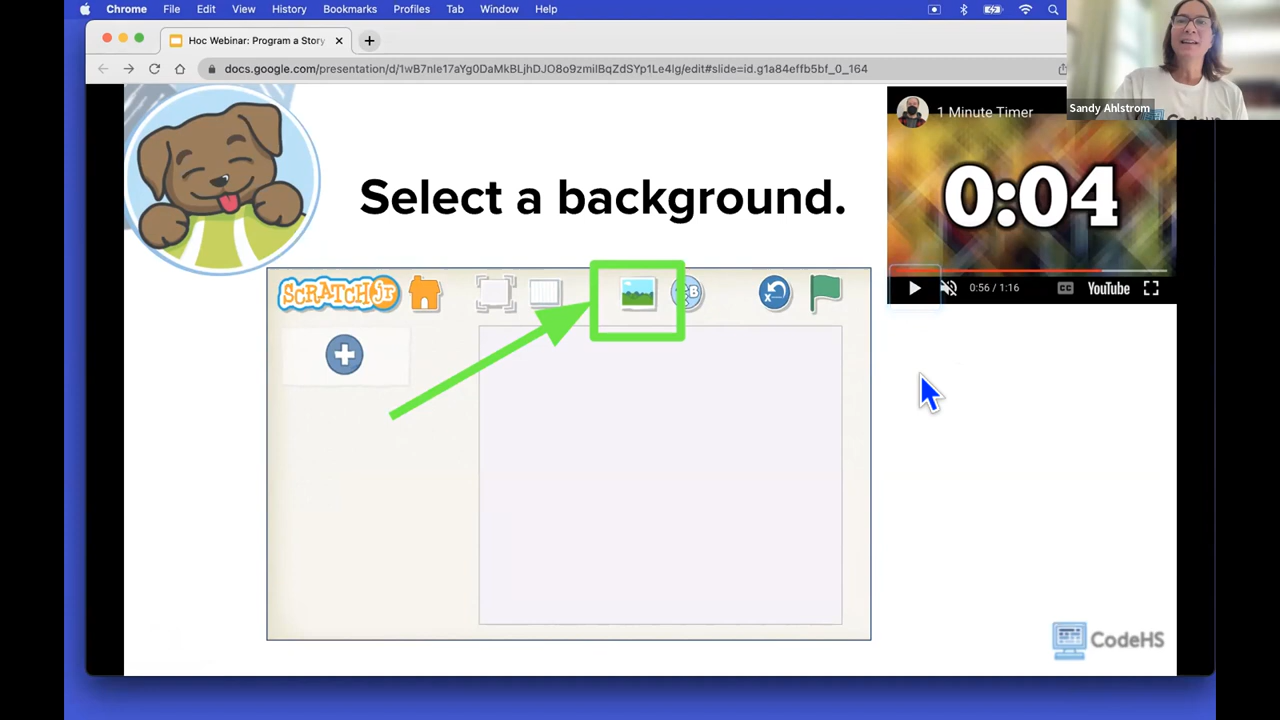 Chrome File Edit View History Bookmarks Profiles Tab Window Help
Hoc Webinar: Program a Story
docs.google.com/presentation/d/1wB7nIe17aYg0DaMkBLjhDJO8o9zmiIBqZdSYp1Le4Ig/edit#slide=id.g1a84effb5bf_0_164
Sandy Ahlstrom
1 Minute Timer
0:04
0:56 / 1:16
CC
YouTube
Select a background.
SCRATCHJr
CodeHS